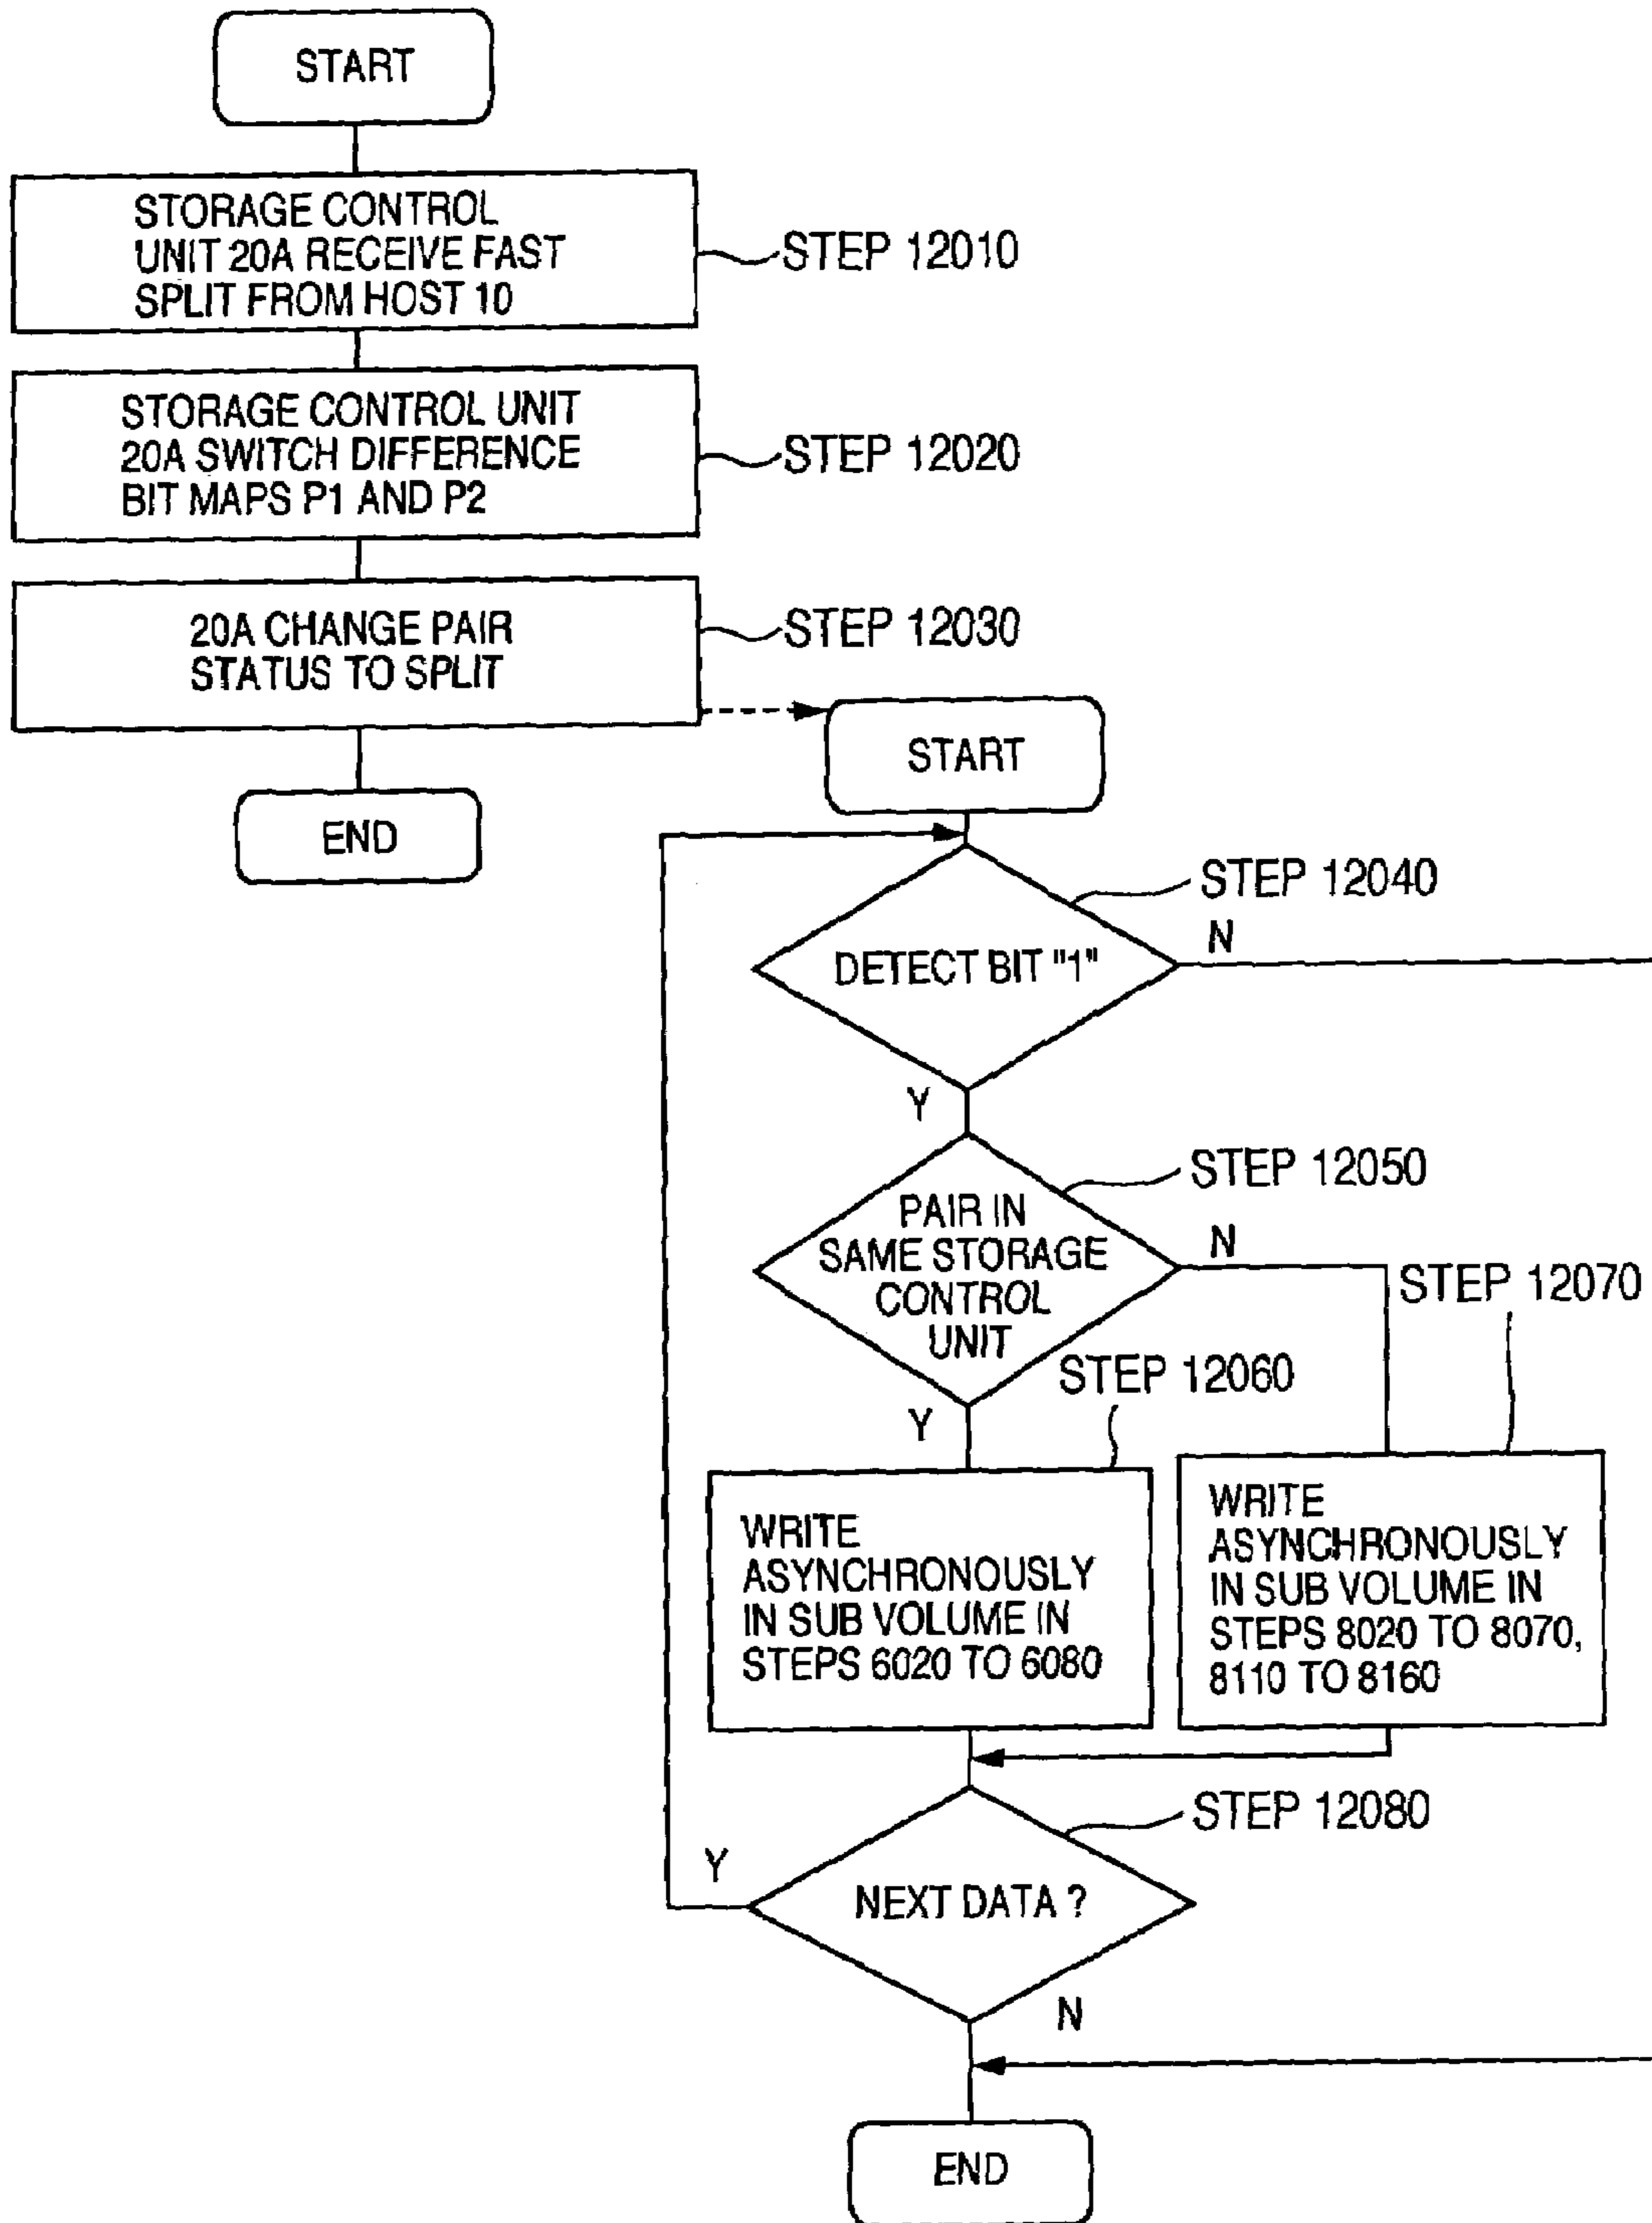 START
STORAGE CONTROL
UNIT 20A RECEIVE FAST
SPLIT FROM HOST 10
STEP 12010
STORAGE CONTROL UNIT
20A SWITCH DIFFERENCE
BIT MAPS P1 AND P2
STEP 12020
20A CHANGE PAIR
STATUS TO SPLIT
STEP 12030
END
START
STEP 12040
DETECT BIT "1"
N
Y
STEP 12050
PAIR IN
SAME STORAGE
CONTROL
UNIT
N
Y
STEP 12060
STEP 12070
WRITE
ASYNCHRONOUSLY
IN SUB VOLUME IN
STEPS 6020 TO 6080
WRITE
ASYNCHRONOUSLY
IN SUB VOLUME IN
STEPS 8020 TO 8070,
8110 TO 8160
STEP 12080
NEXT DATA ?
Y
N
END